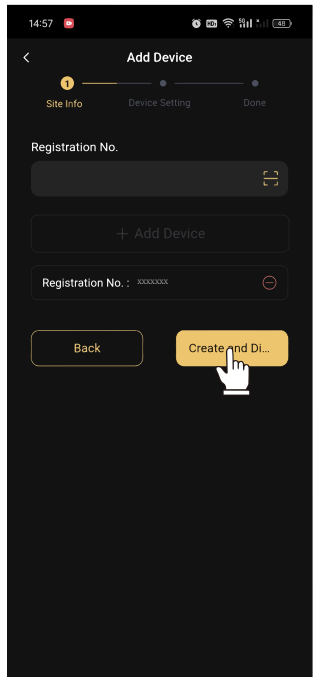 14:57
48
Add Device
1
Site Info
Device Setting
Done
Registration No.
+ Add Device
Registration No. : xxxxxxx
Back
Create and Di...